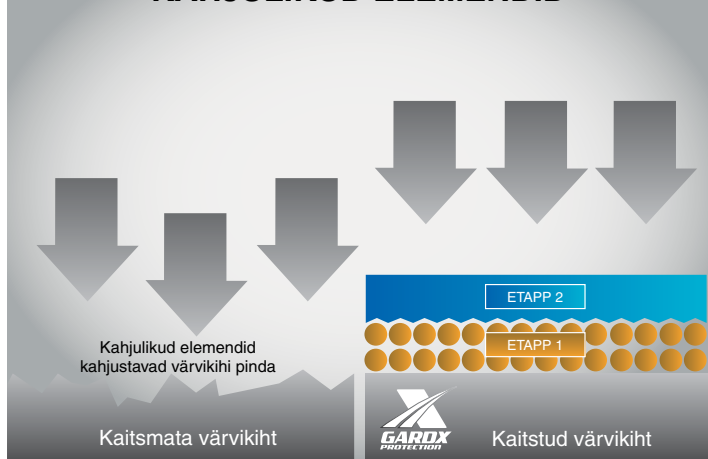 KAHJULIKUD ELEMENDID
Kahjulikud elemendid
kahjustavad värvikihi pinda
Kaitsmata värvikiht
ETAPP 2
ETAPP 1
GARDX
PROTECTION
Kaitstud värvikiht